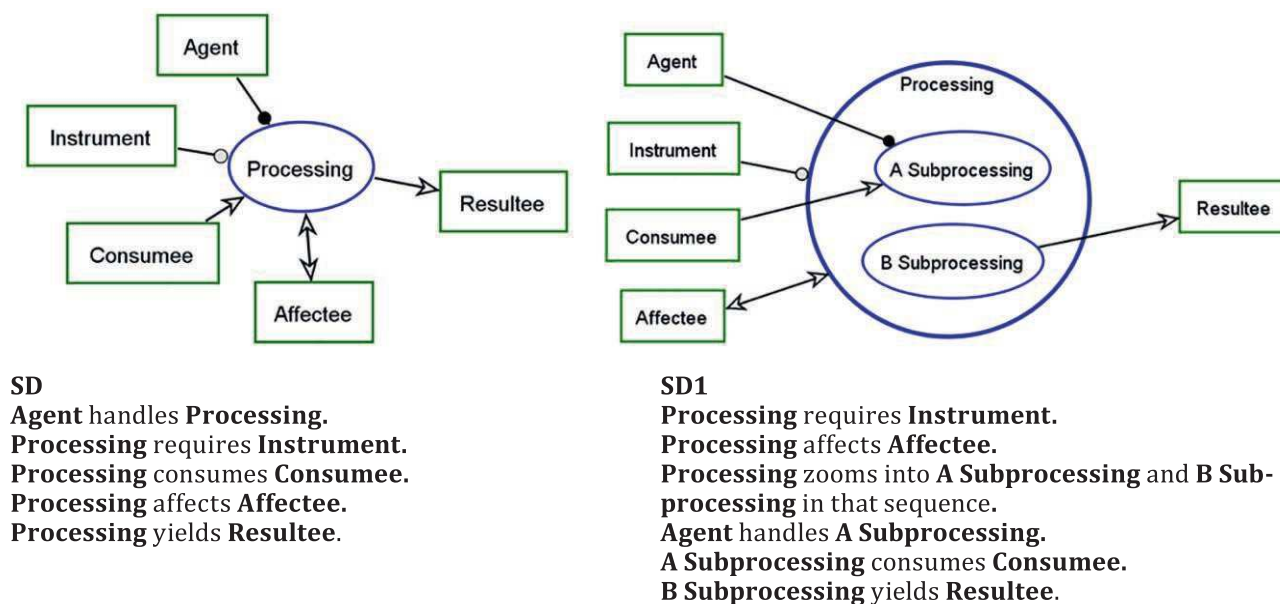 Agent
Instrument
Processing
Resultee
Consumee
Affectee
Agent
Processing
Instrument
A Subprocessing
Resultee
Consumee
B Subprocessing
Affectee
SD
Agent handles Processing.
Processing requires Instrument.
Processing consumes Consumee.
Processing affects Affectee.
Processing yields Resultee.
SD1
Processing requires Instrument.
Processing affects Affectee.
Processing zooms into A Subprocessing and B Sub-
processing in that sequence.
Agent handles A Subprocessing.
A Subprocessing consumes Consumee.
B Subprocessing yields Resultee.